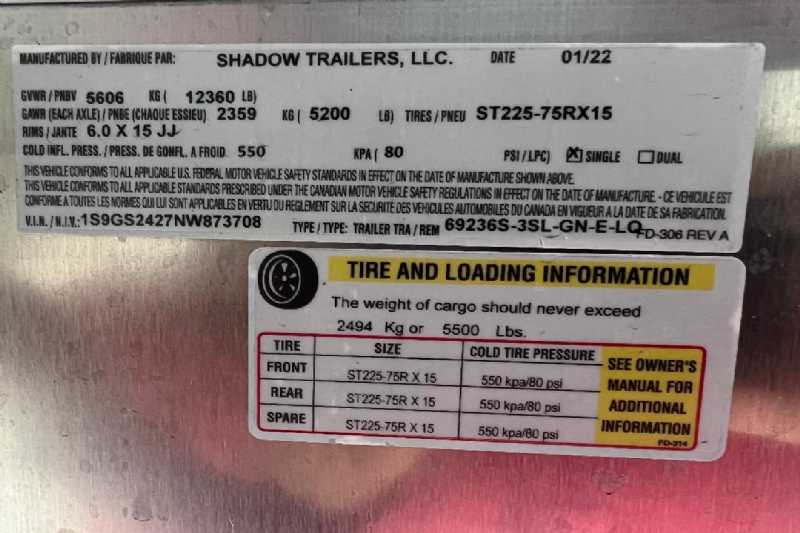 MANUFACTURED BY / FABRIQUE PAR: SHADOW TRAILERS, LLC. DATE 01/22
GVWR / PNBV 5606 KG ( 12360 LB)
GAWR (EACH AXLE) / PNBE (CHAQUE ESSIEU) 2359 KG ( 5200 LB) TIRES / PNEU ST225-75RX15
RIMS / JANTE 6.0 X 15 JJ
COLD INFL. PRESS. / PRESS. DE GONFL. A FROID 550 KPA ( 80 PSI / LPC) SINGLE DUAL
THIS VEHICLE CONFORMS TO ALL APPLICABLE U.S. FEDERAL MOTOR VEHICLE SAFETY STANDARDS IN EFFECT ON THE DATE OF MANUFACTURE SHOWN ABOVE.
THIS VEHICLE CONFORMS TO ALL APPLICABLE STANDARDS PRESCRIBED UNDER THE CANADIAN MOTOR VEHICLE SAFETY REGULATIONS IN EFFECT ON THE DATE OF MANUFACTURE. - CE VEHICULE EST
CONFORME A TOUTES LES NORMES QUI LUI SONT APPLICABLES EN VERTU DU REGLEMENT SUR LA SECURITE DES VEHICULES AUTOMOBILES DU CANADA EN VIGUEUR A LA DATE DE SA FABRICATION.
V.I.N. / N.I.V.: 1S9GS2427NW873708 TYPE / TYPE: TRAILER TRA / REM 69236S-3SL-GN-E-LQ FD-306 REV A
TIRE AND LOADING INFORMATION
The weight of cargo should never exceed
2494 Kg or 5500 Lbs.
TIRE SIZE COLD TIRE PRESSURE
FRONT ST225-75R X 15 550 kpa/80 psi
REAR ST225-75R X 15 550 kpa/80 psi
SPARE ST225-75R X 15 550 kpa/80 psi
SEE OWNER'S
MANUAL FOR
ADDITIONAL
INFORMATION
FD-314